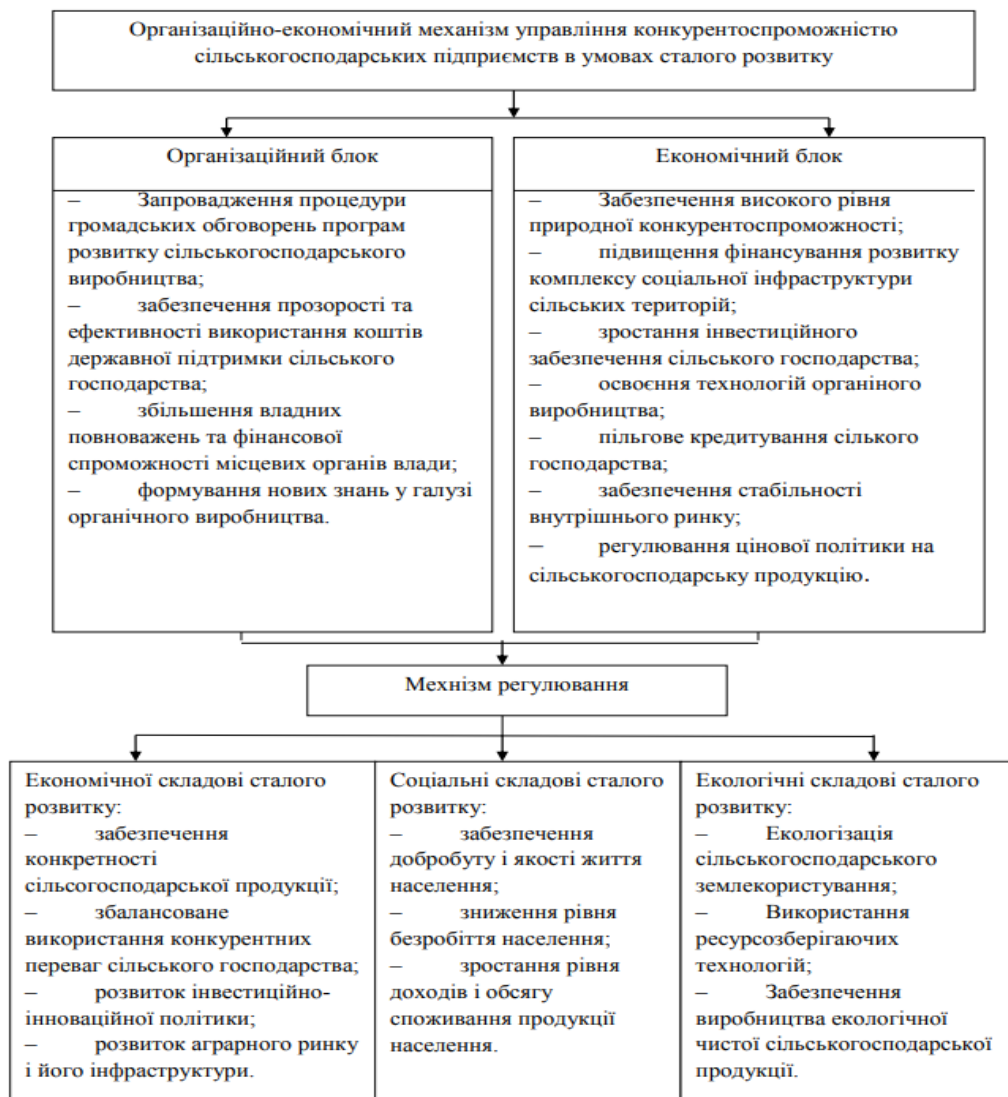 Організаційно-економічний механізм управління конкурентоспроможністю
сільськогосподарських підприємств в умовах сталого розвитку
Організаційний блок
– Запровадження процедури
громадських обговорень програм
розвитку сільськогосподарського
виробництва;
– забезпечення прозорості та
ефективності використання коштів
державної підтримки сільського
господарства;
– збільшення владних
повноважень та фінансової
спроможності місцевих органів влади;
– формування нових знань у галузі
органічного виробництва.
Економічний блок
– Забезпечення високого рівня
природної конкурентоспроможності;
– підвищення фінансування розвитку
комплексу соціальної інфраструктури
сільських територій;
– зростання інвестиційного
забезпечення сільського господарства;
– освоєння технологій органіного
виробництва;
– пільгове кредитування сілького
господарства;
– забезпечення стабільності
внутрішнього ринку;
– регулювання цінової політики на
сільськогосподарську продукцію.
Мехнізм регулювання
Економічної складові сталого
розвитку:
– забезпечення
конкретності
сільсогосподарської продукції;
– збалансоване
використання конкурентних
переваг сільського господарства;
– розвиток інвестиційно-
інноваційної політики;
– розвиток аграрного ринку
і його інфраструктури.
Соціальні складові сталого
розвитку:
– забезпечення
добробуту і якості життя
населення;
– зниження рівня
безробіття населення;
– зростання рівня
доходів і обсягу
споживання продукції
населення.
Екологічні складові сталого
розвитку:
– Екологізація
сільськогосподарського
землекористування;
– Використання
ресурсозберігаючих
технологій;
– Забезпечення
виробництва екологічної
чистої сільськогосподарської
продукції.